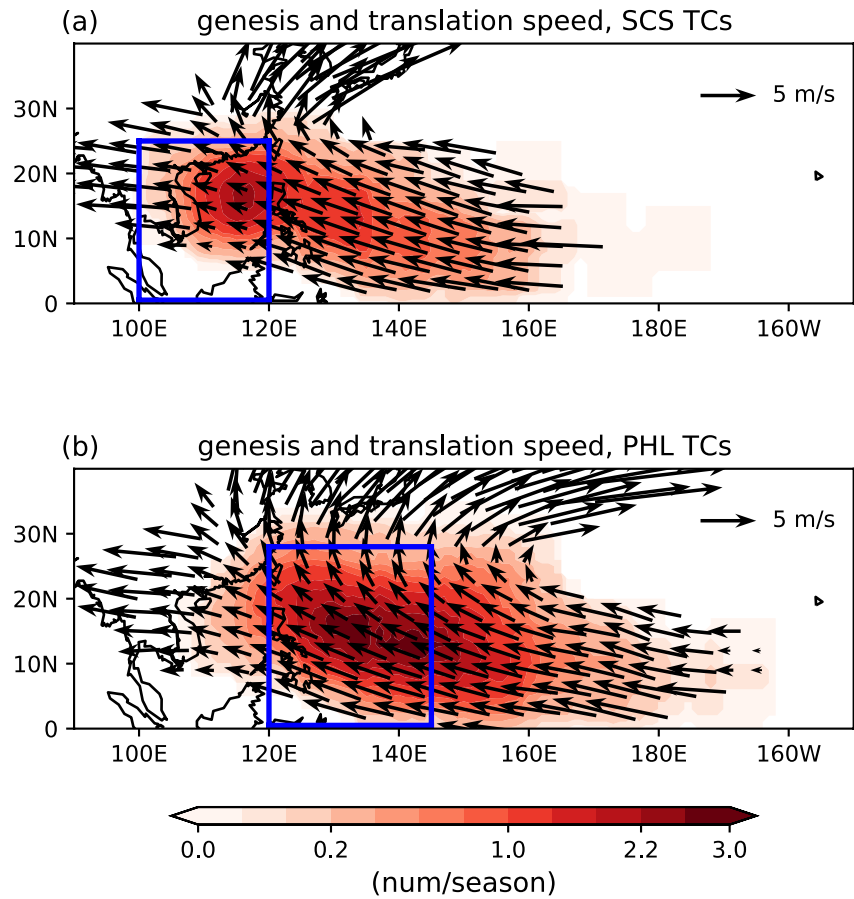 (a) genesis and translation speed, SCS TCs
5 m/s
30N
20N
10N
0
100E 120E 140E 160E 180E 160W
(b) genesis and translation speed, PHL TCs
5 m/s
30N
20N
10N
0
100E 120E 140E 160E 180E 160W
0.0 0.2 1.0 2.2 3.0
(num/season)